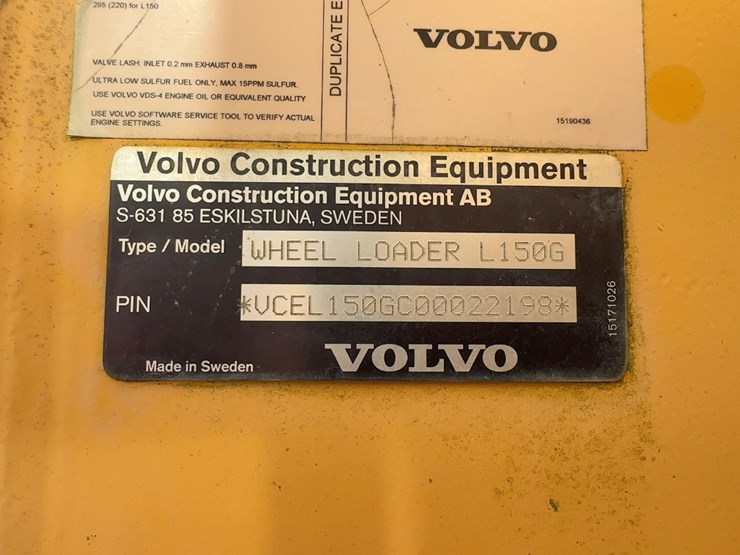 295 (220) for L150
VALVE LASH: INLET 0.2 mm EXHAUST 0.8 mm
ULTRA LOW SULFUR FUEL ONLY, MAX 15PPM SULFUR.
USE VOLVO VDS-4 ENGINE OIL OR EQUIVALENT QUALITY
USE VOLVO SOFTWARE SERVICE TOOL TO VERIFY ACTUAL
ENGINE SETTINGS.
DUPLICATE E
VOLVO
15190436
Volvo Construction Equipment
Volvo Construction Equipment AB
S-631 85 ESKILSTUNA, SWEDEN
Type / Model WHEEL LOADER L150G
PIN *VCEL150GC00022198*
15171026
Made in Sweden VOLVO